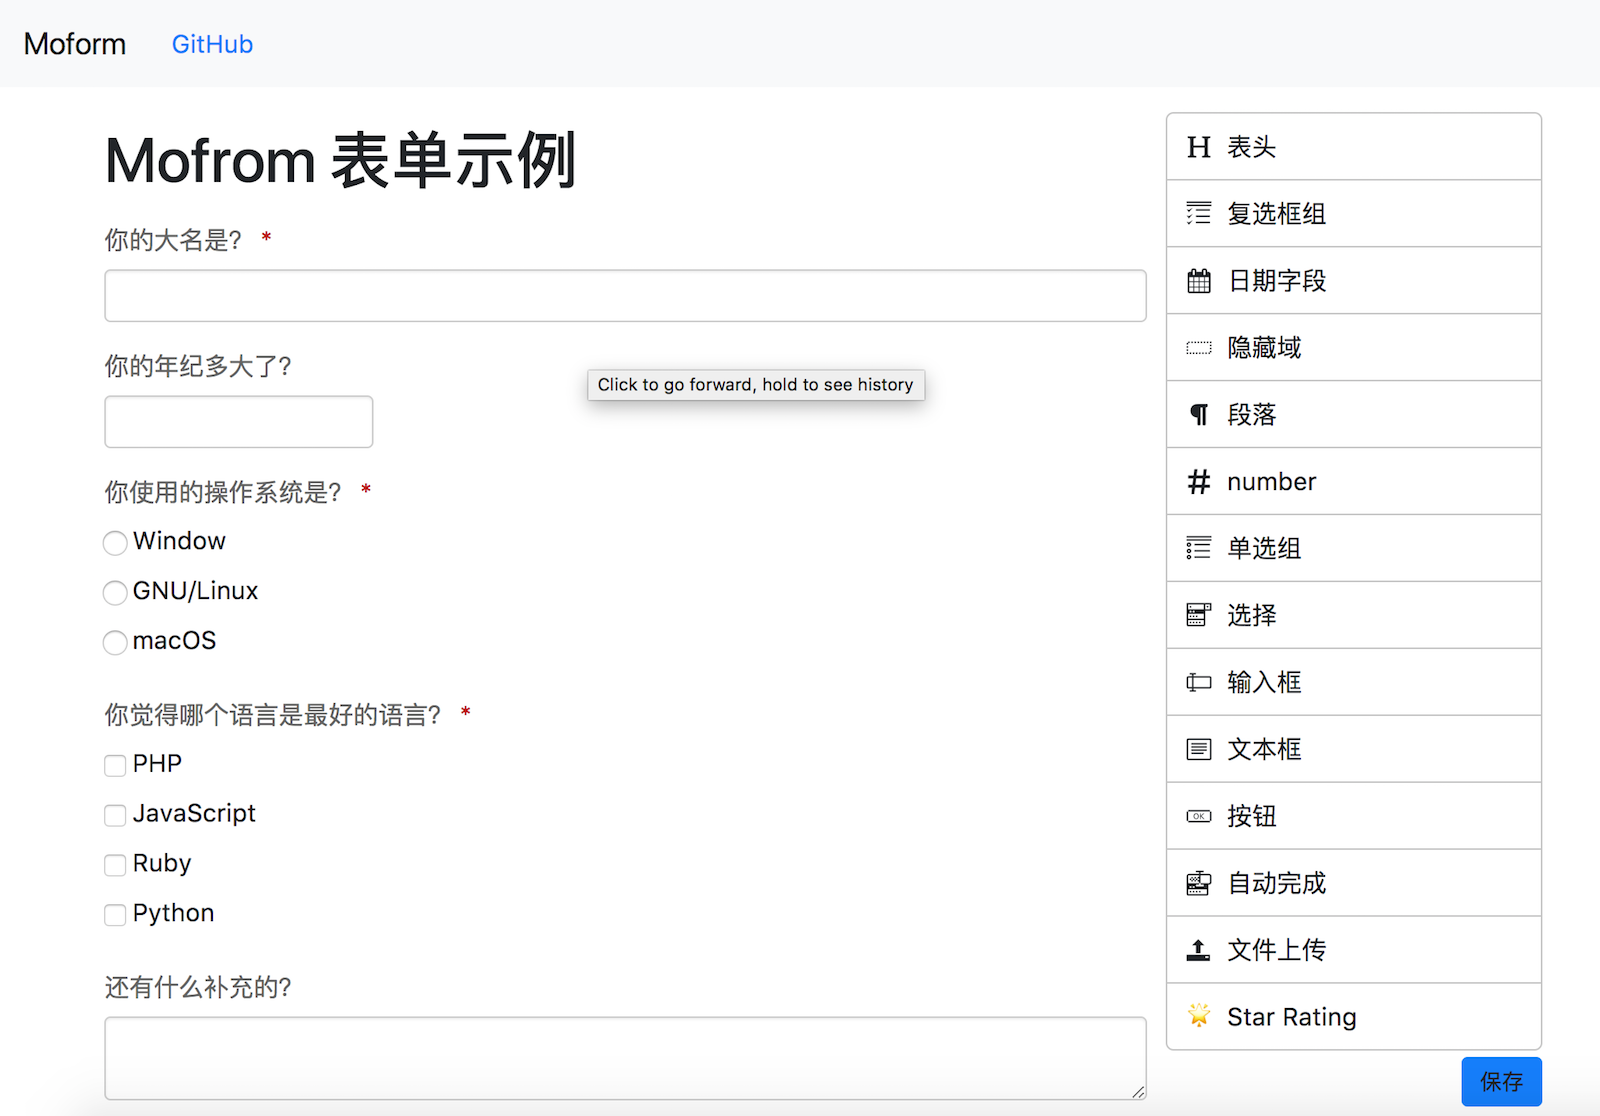 Moform GitHub
Mofrom 表单示例
你的大名是? *
你的年纪多大了?
Click to go forward, hold to see history
你使用的操作系统是? *
Window
GNU/Linux
macOS
你觉得哪个语言是最好的语言? *
PHP
JavaScript
Ruby
Python
还有什么补充的?
H 表头
复选框组
日期字段
隐藏域
¶ 段落
# number
单选组
选择
输入框
文本框
OK 按钮
自动完成
文件上传
Star Rating
保存